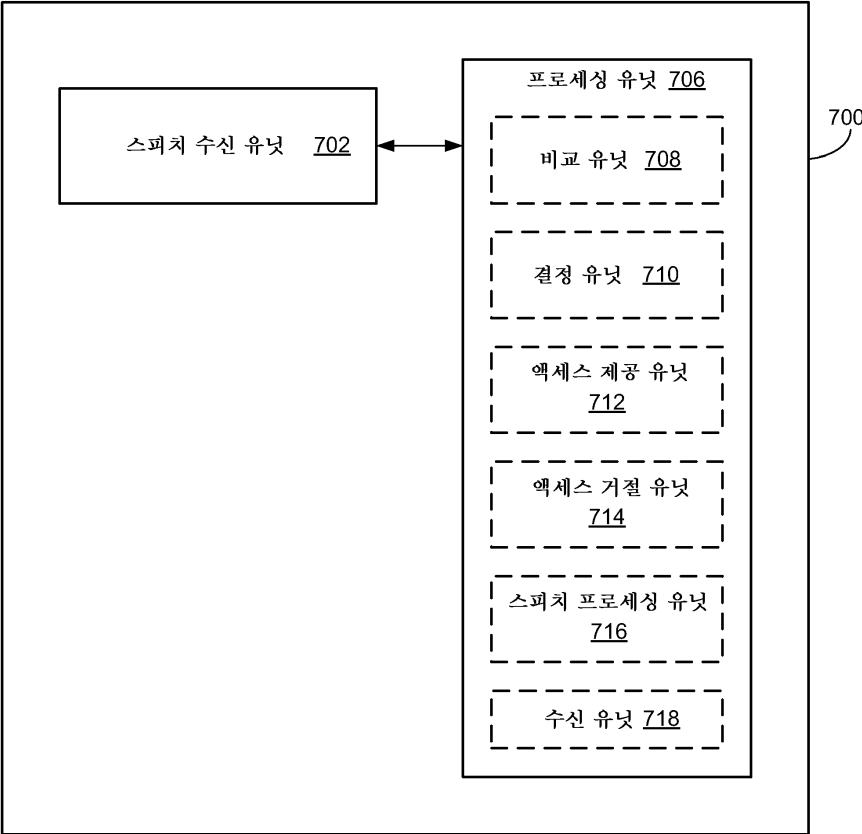 프로세싱 유닛 706
700
스피치 수신 유닛 702
비교 유닛 708
결정 유닛 710
액세스 제공 유닛
712
액세스 거절 유닛
714
스피치 프로세싱 유닛
716
수신 유닛 718